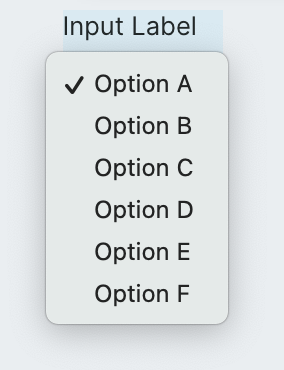 Input Label
✓ Option A
Option B
Option C
Option D
Option E
Option F